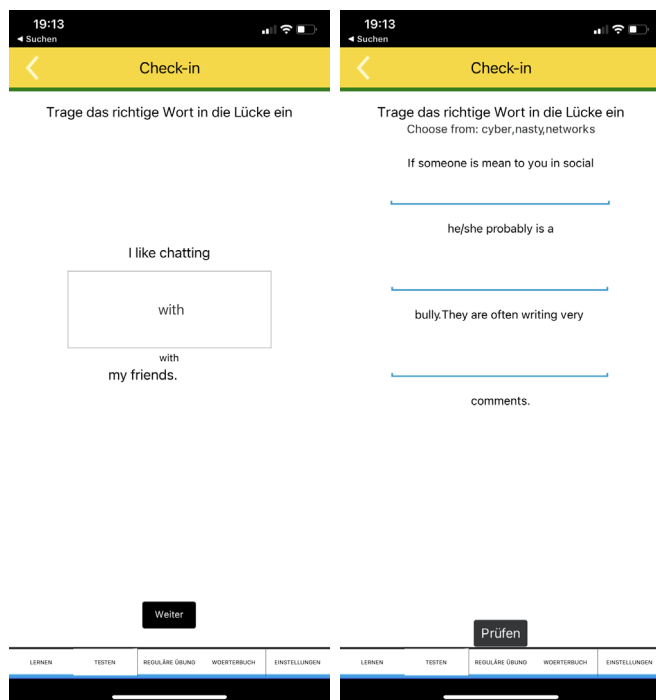 19:13
◄ Suchen
Check-in
Trage das richtige Wort in die Lücke ein
I like chatting
with
with
my friends.
Weiter
LERNEN TESTEN REGULÄRE ÜBUNG WOERTERBUCH EINSTELLUNGEN
19:13
◄ Suchen
Check-in
Trage das richtige Wort in die Lücke ein
Choose from: cyber,nasty,networks
If someone is mean to you in social
he/she probably is a
bully.They are often writing very
comments.
Prüfen
LERNEN TESTEN REGULÄRE ÜBUNG WOERTERBUCH EINSTELLUNGEN